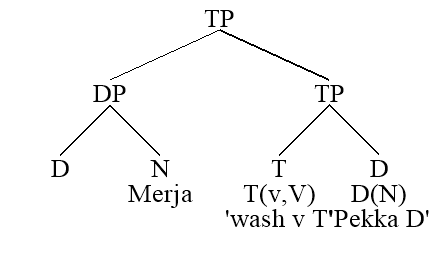 TP
DP TP
D N T D
Merja T(v,V) D(N)
'wash v T' 'Pekka D'